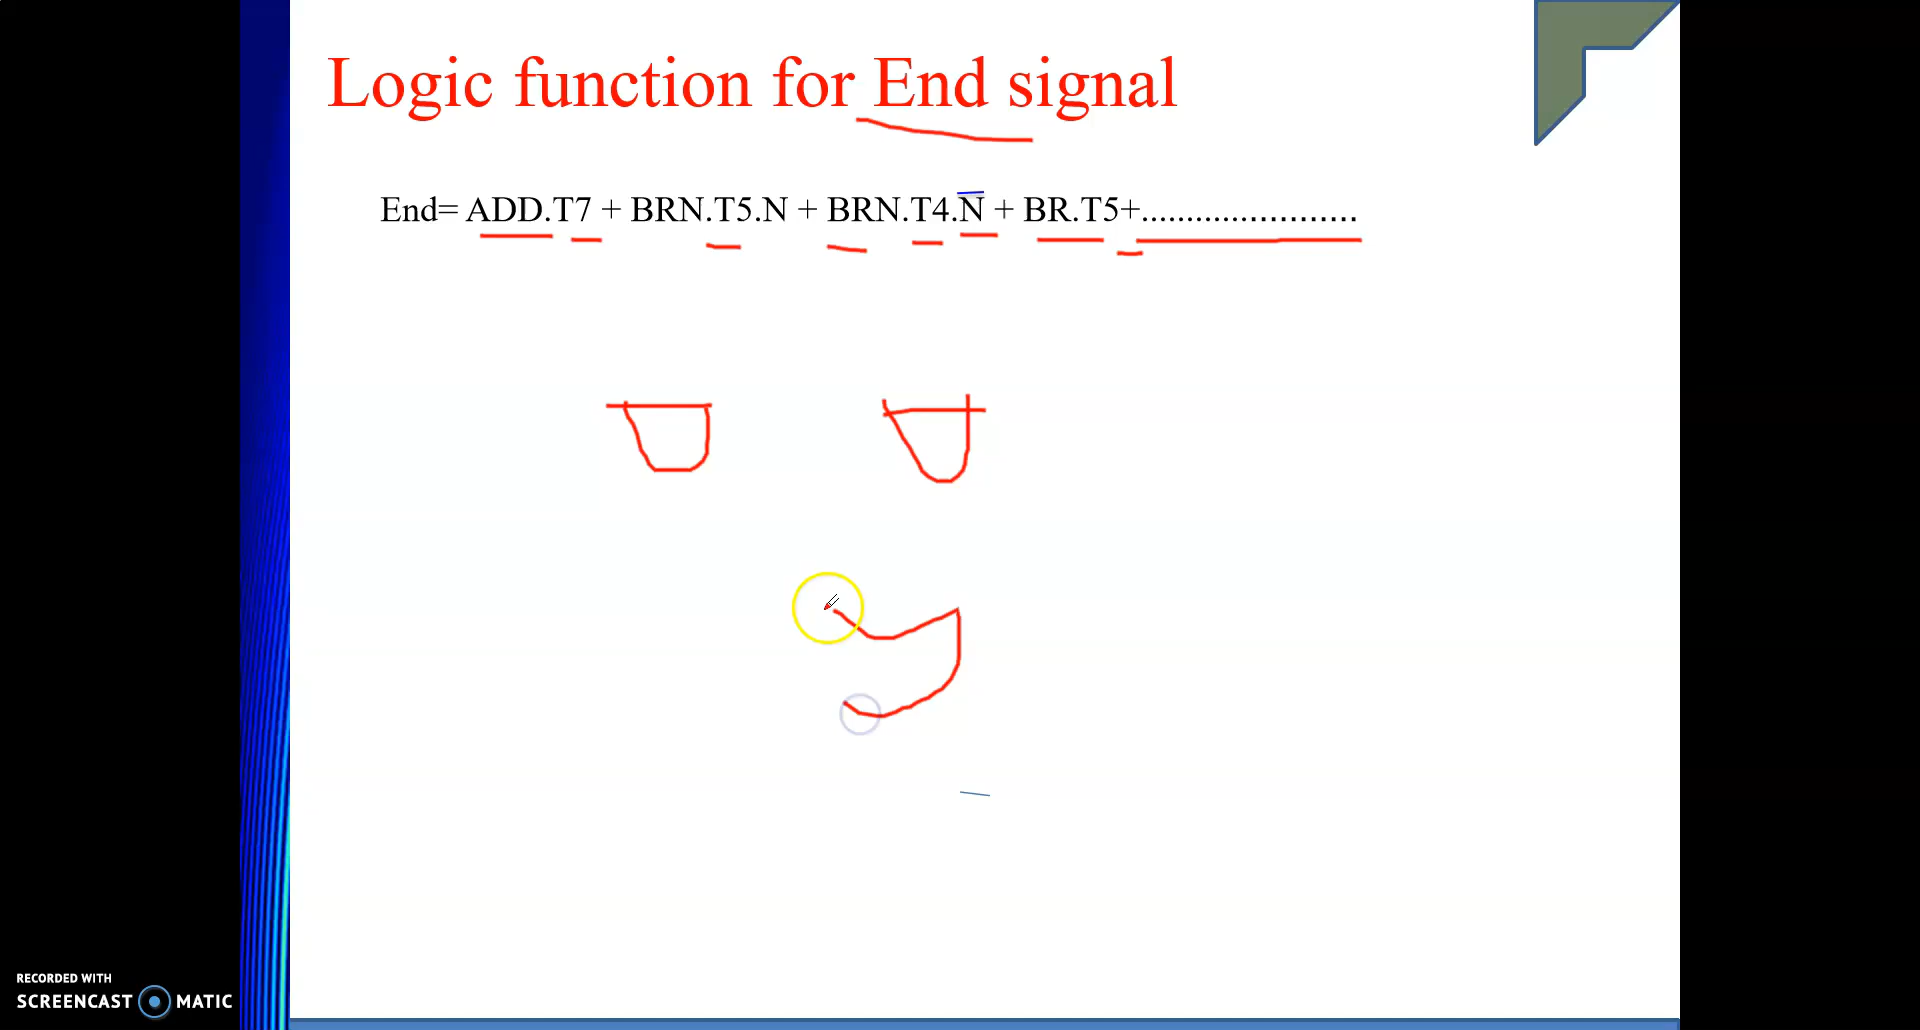 Logic function for End signal
End= ADD.T7 + BRN.T5.N + BRN.T4.N̅ + BR.T5+........................
RECORDED WITH
SCREENCAST MATIC